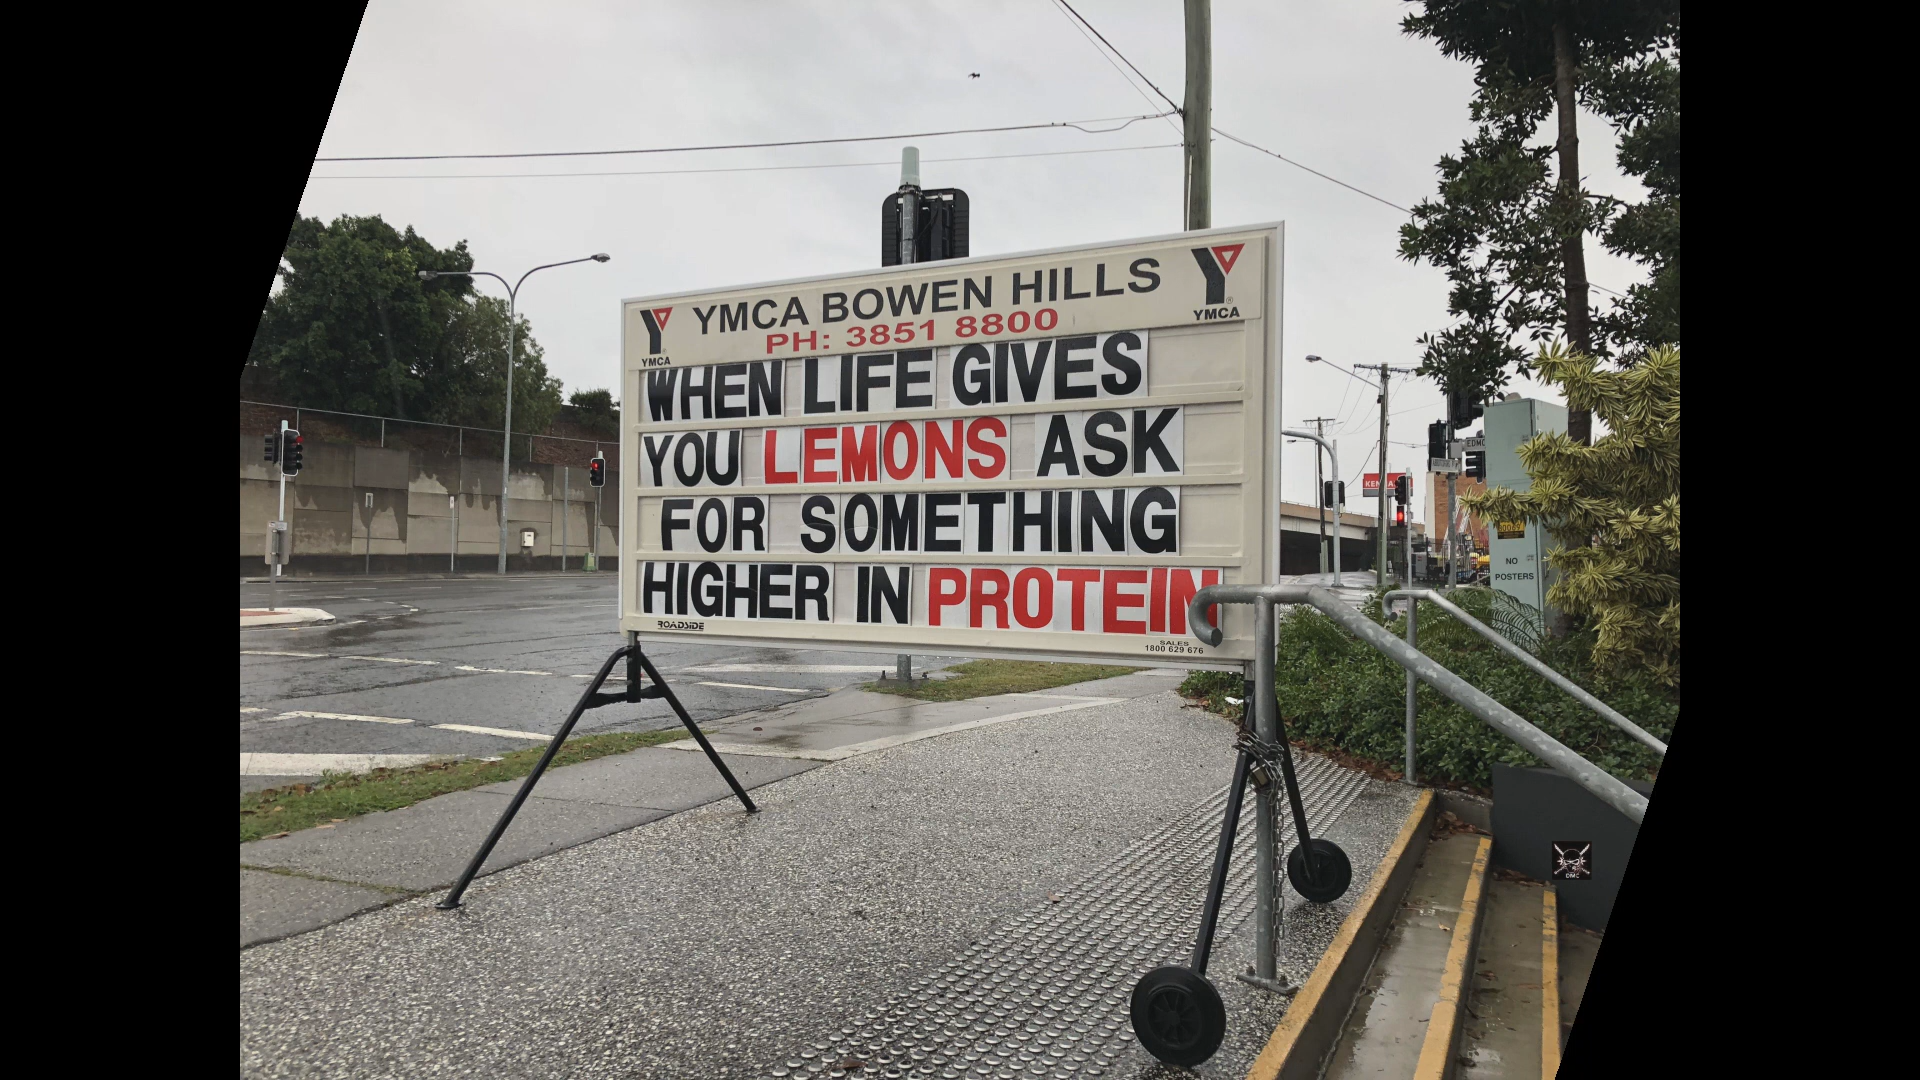 YMCA BOWEN HILLS
PH: 3851 8800
YMCA
YMCA
WHEN LIFE GIVES
YOU LEMONS ASK
FOR SOMETHING
HIGHER IN PROTEIN
ROADSIDE
SALES
1800 629 676
NO
POSTERS
DMC